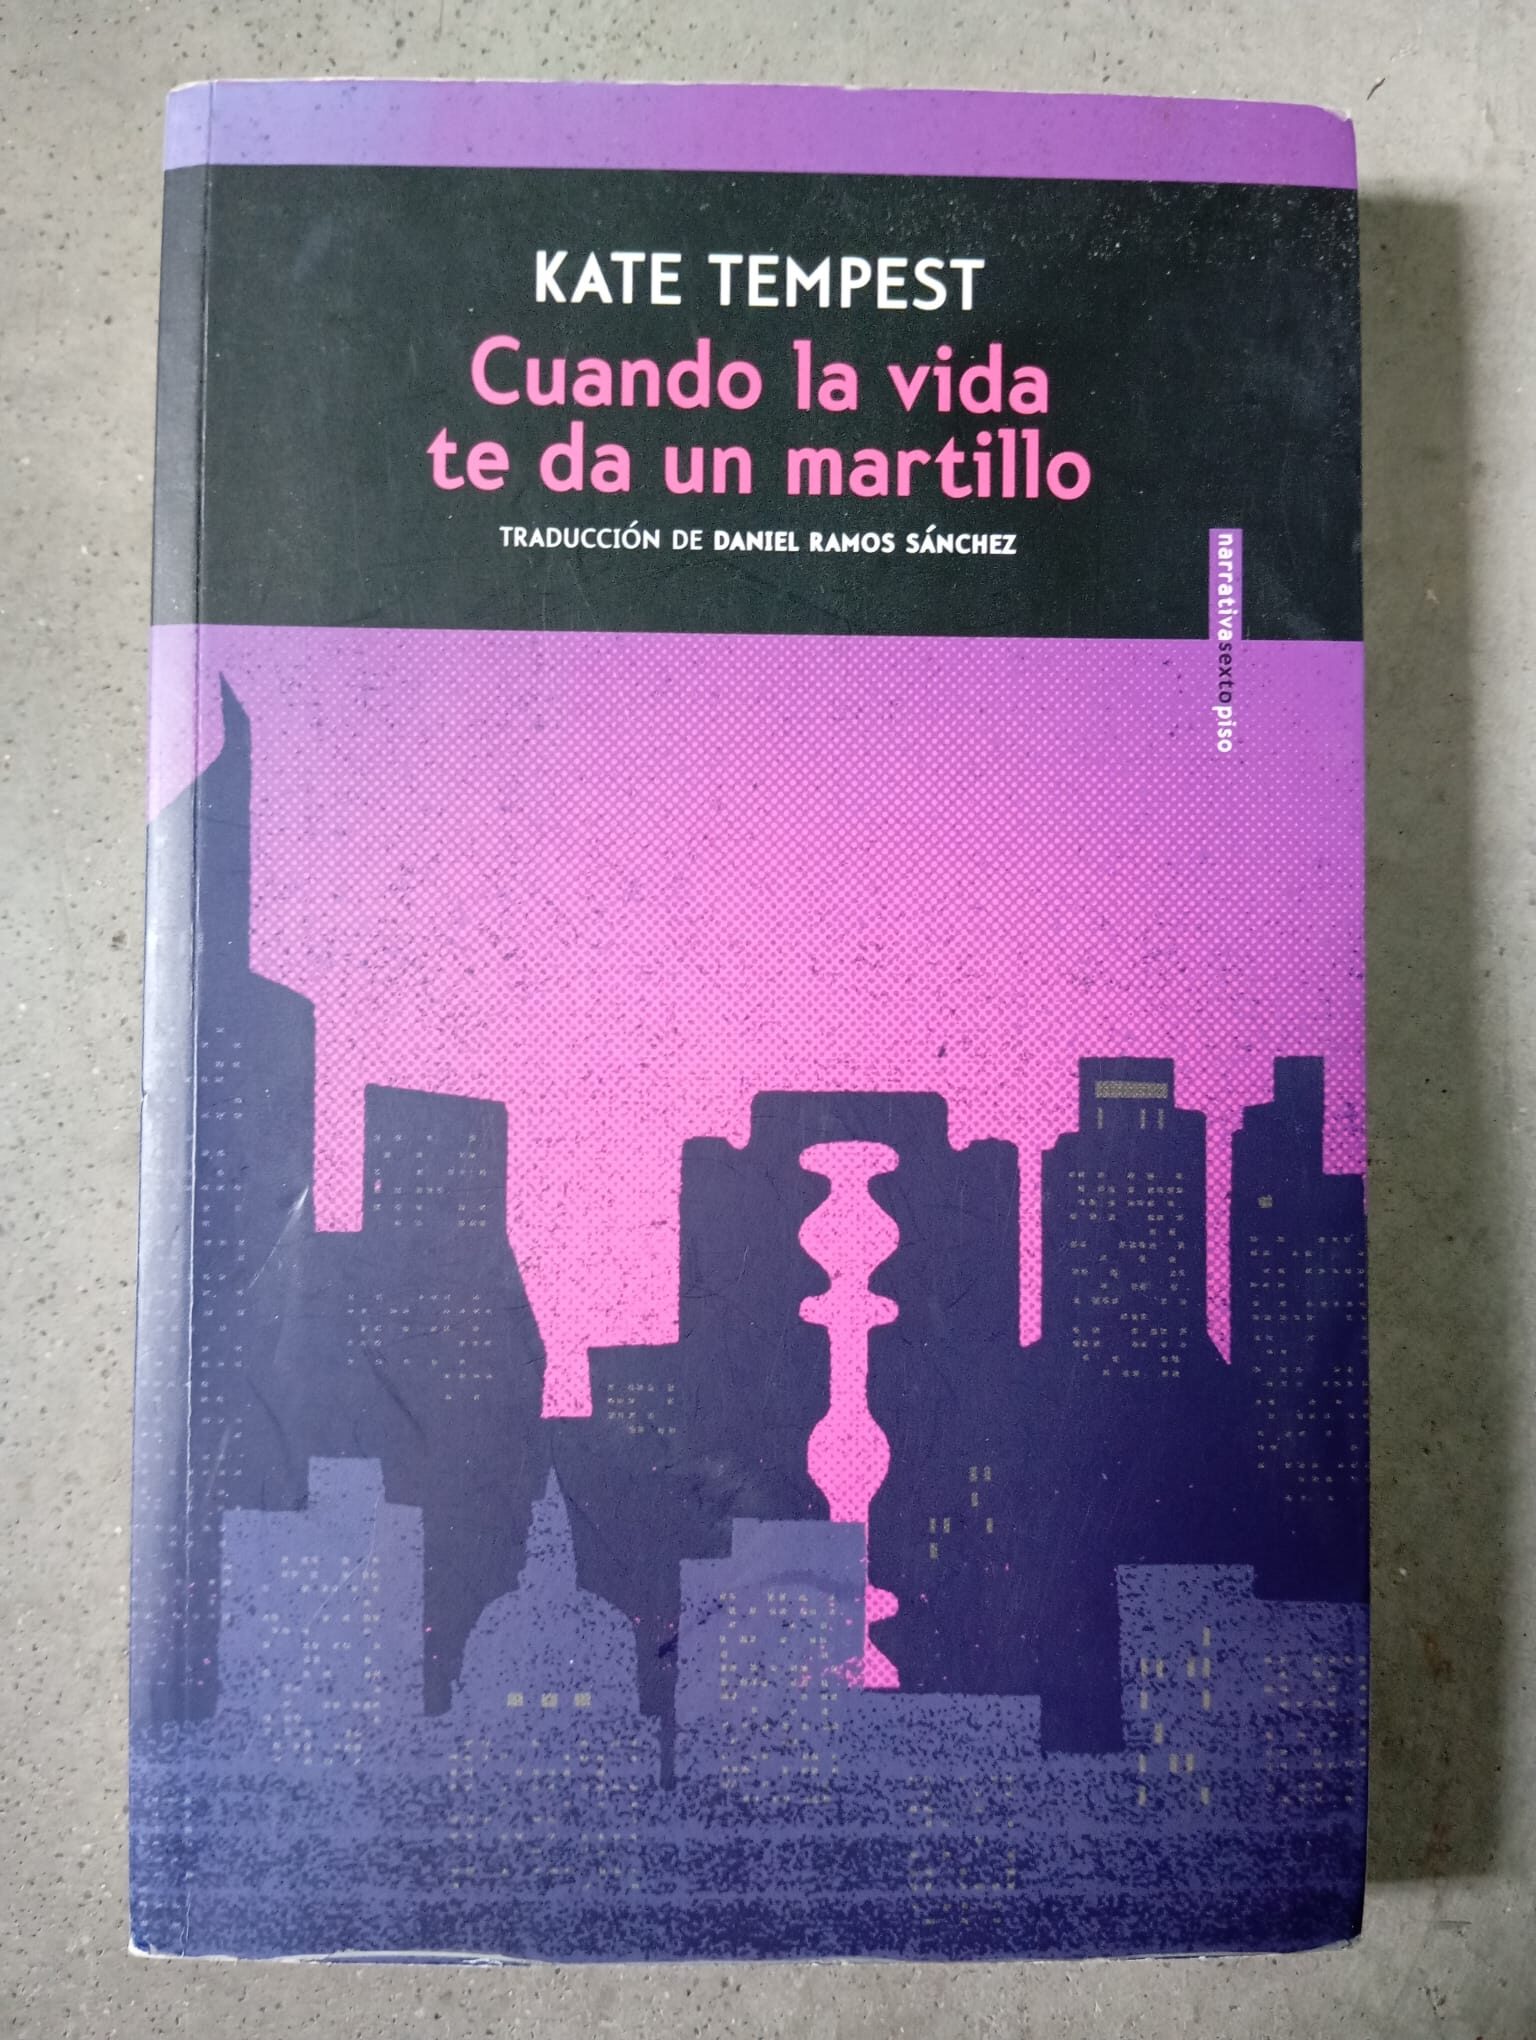 KATE TEMPEST
Cuando la vida
te da un martillo
TRADUCCIÓN DE DANIEL RAMOS SÁNCHEZ
narrativasextopiso